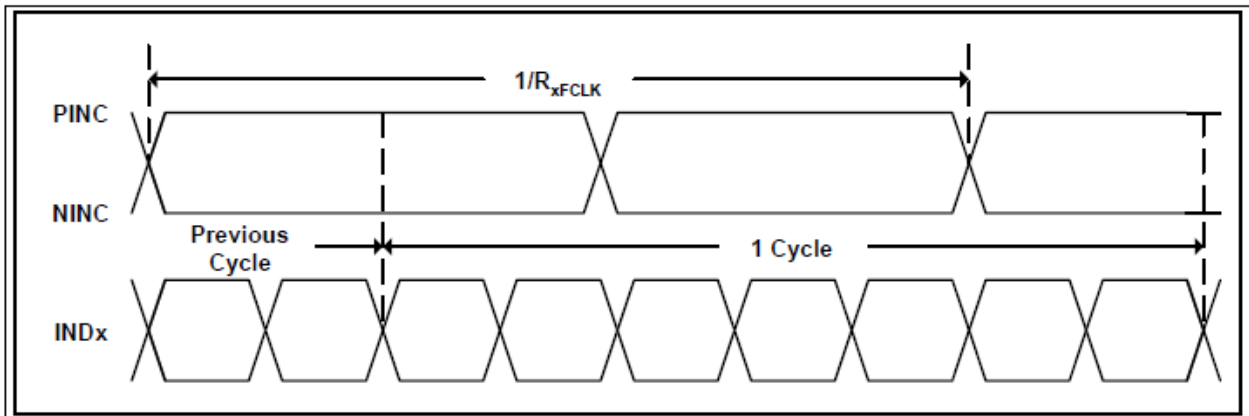 1/RxFCLK
PINC
NINC
Previous
Cycle
1 Cycle
INDx